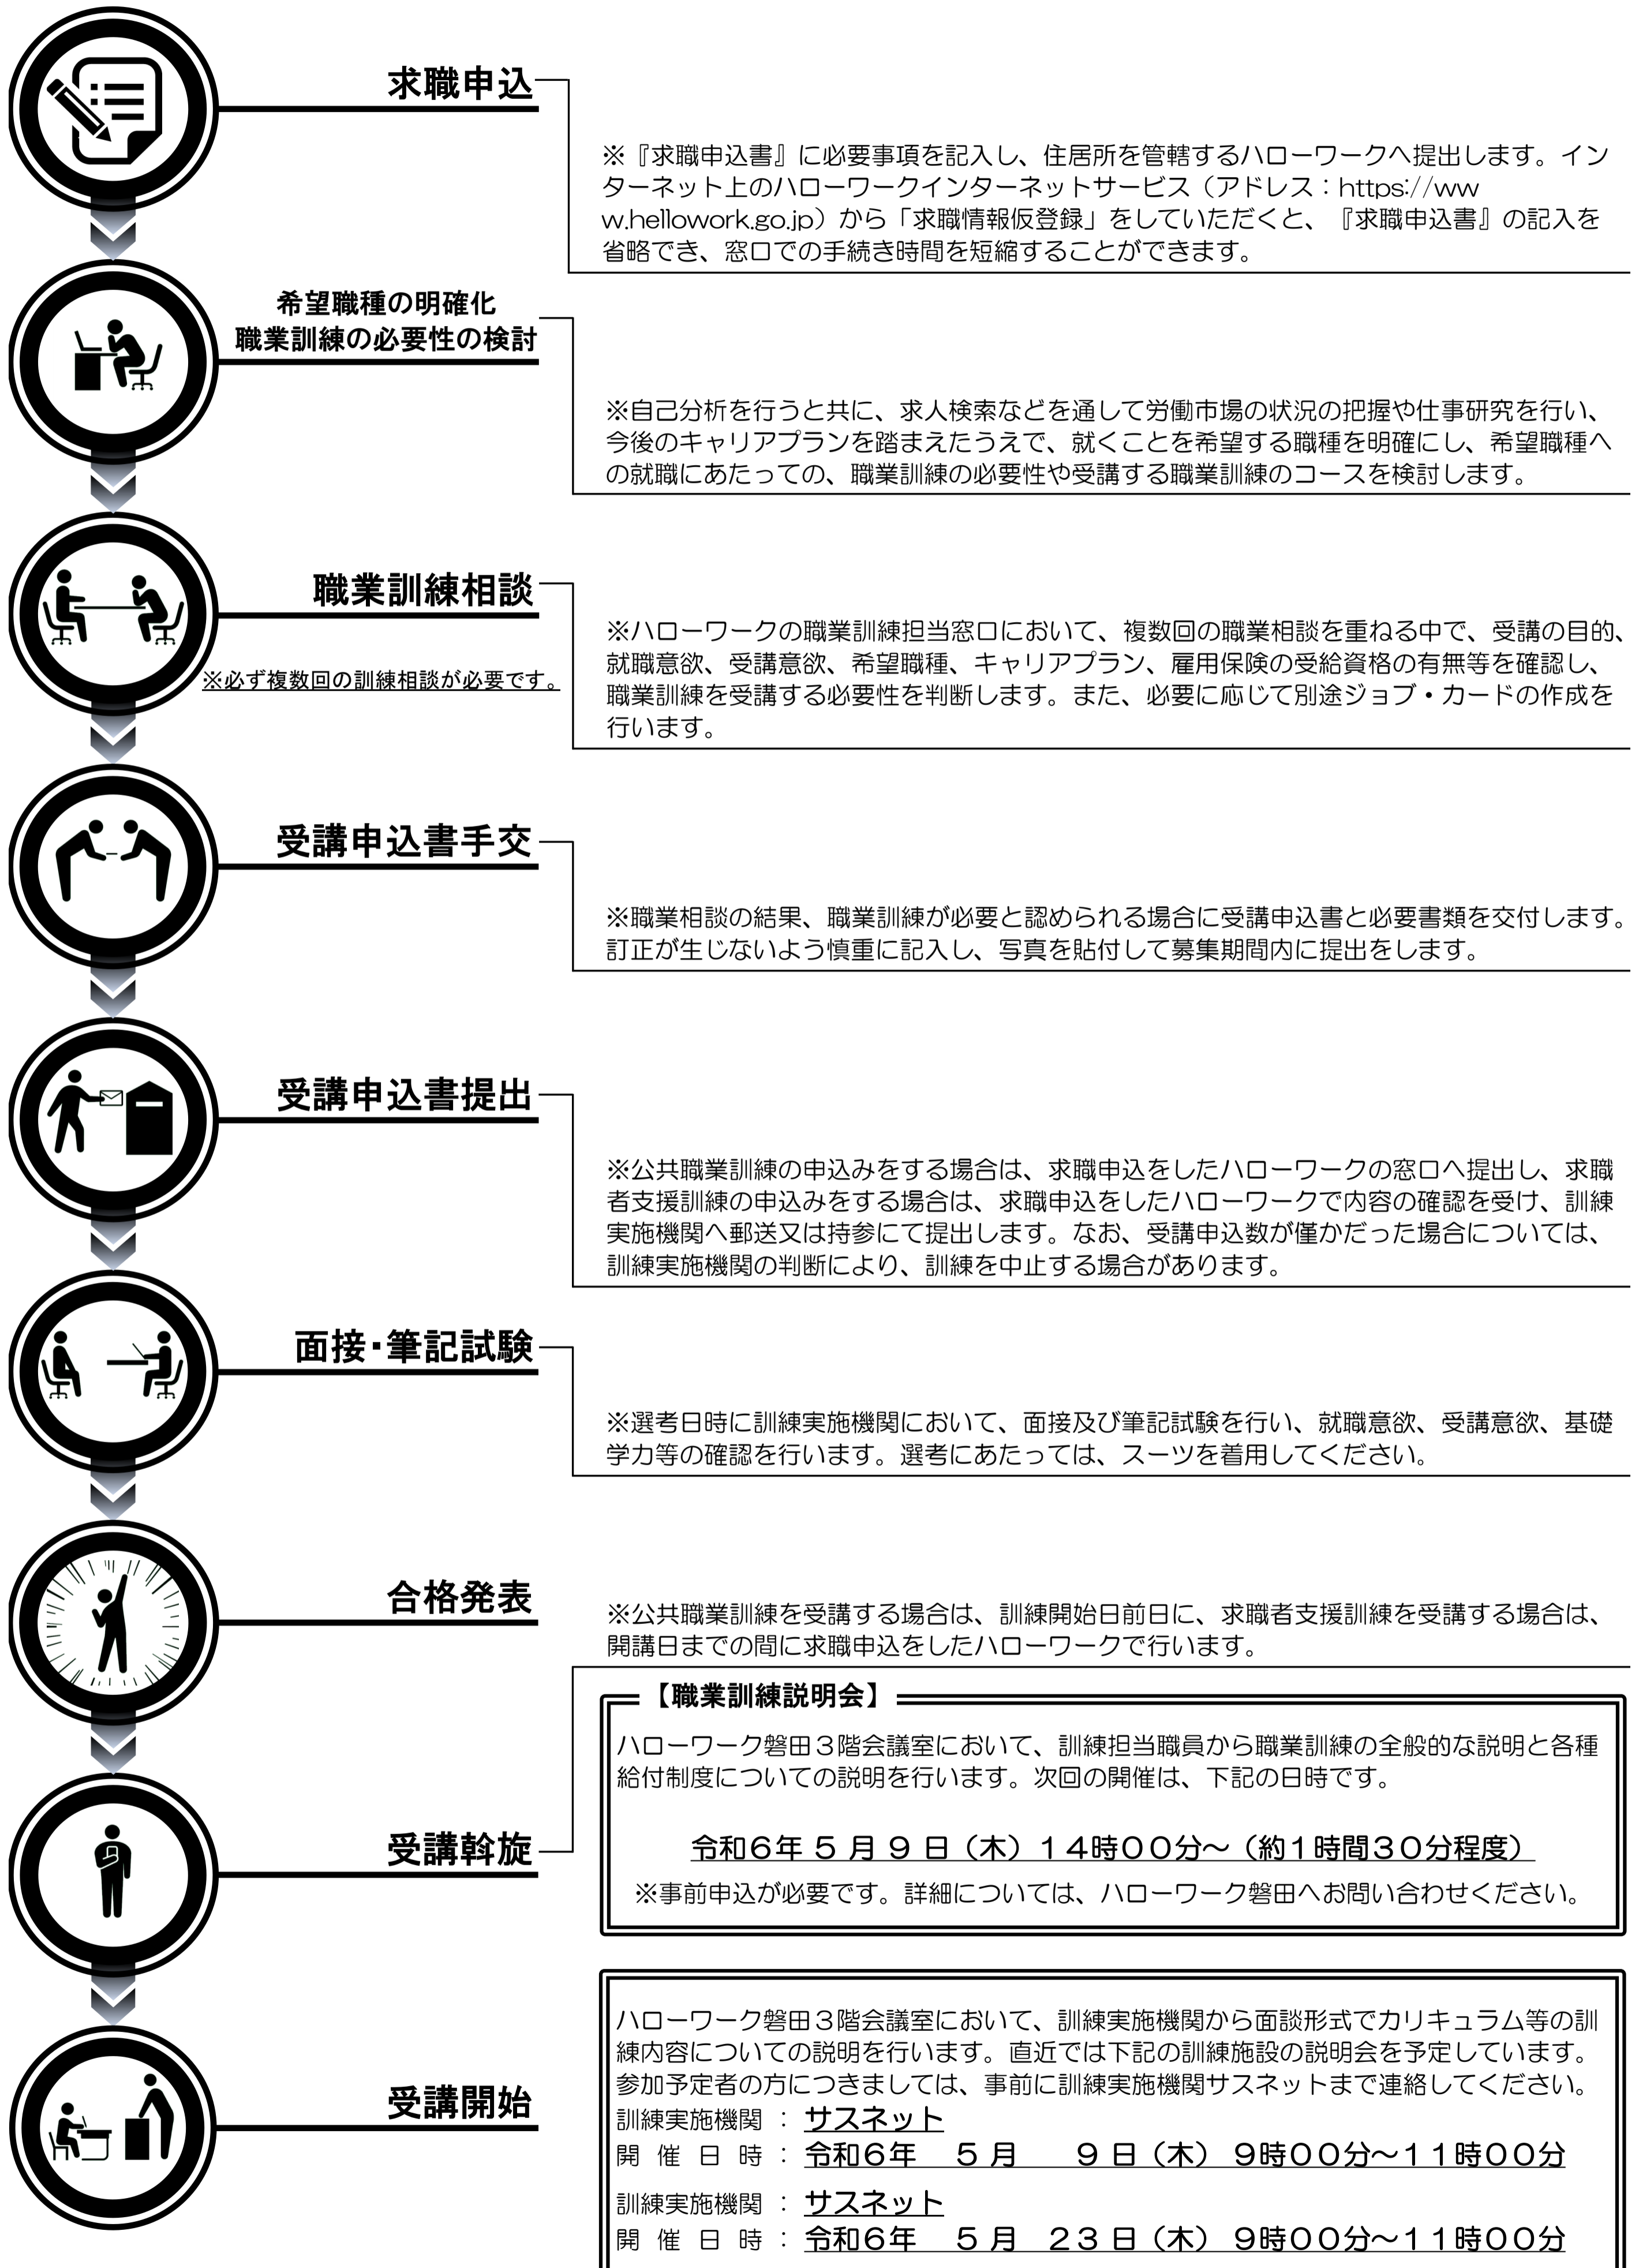 求職申込
※『求職申込書』に必要事項を記入し、住居所を管轄するハローワークへ提出します。イン
ターネット上のハローワークインターネットサービス（アドレス：https://ww
w.hellowork.go.jp）から「求職情報仮登録」をしていただくと、『求職申込書』の記入を
省略でき、窓口での手続き時間を短縮することができます。
希望職種の明確化
職業訓練の必要性の検討
※自己分析を行うと共に、求人検索などを通して労働市場の状況の把握や仕事研究を行い、
今後のキャリアプランを踏まえたうえで、就くことを希望する職種を明確にし、希望職種へ
の就職にあたっての、職業訓練の必要性や受講する職業訓練のコースを検討します。
職業訓練相談
※必ず複数回の訓練相談が必要です。
※ハローワークの職業訓練担当窓口において、複数回の職業相談を重ねる中で、受講の目的、
就職意欲、受講意欲、希望職種、キャリアプラン、雇用保険の受給資格の有無等を確認し、
職業訓練を受講する必要性を判断します。また、必要に応じて別途ジョブ・カードの作成を
行います。
受講申込書手交
※職業相談の結果、職業訓練が必要と認められる場合に受講申込書と必要書類を交付します。
訂正が生じないよう慎重に記入し、写真を貼付して募集期間内に提出をします。
受講申込書提出
※公共職業訓練の申込みをする場合は、求職申込をしたハローワークの窓口へ提出し、求職
者支援訓練の申込みをする場合は、求職申込をしたハローワークで内容の確認を受け、訓練
実施機関へ郵送又は持参にて提出します。なお、受講申込数が僅かだった場合については、
訓練実施機関の判断により、訓練を中止する場合があります。
面接・筆記試験
※選考日時に訓練実施機関において、面接及び筆記試験を行い、就職意欲、受講意欲、基礎
学力等の確認を行います。選考にあたっては、スーツを着用してください。
合格発表
※公共職業訓練を受講する場合は、訓練開始日前日に、求職者支援訓練を受講する場合は、
開講日までの間に求職申込をしたハローワークで行います。
受講斡旋
【職業訓練説明会】
ハローワーク磐田３階会議室において、訓練担当職員から職業訓練の全般的な説明と各種
給付制度についての説明を行います。次回の開催は、下記の日時です。
令和６年 ５ 月 ９ 日（木）１４時００分～（約１時間３０分程度）
※事前申込が必要です。詳細については、ハローワーク磐田へお問い合わせください。
受講開始
ハローワーク磐田３階会議室において、訓練実施機関から面談形式でカリキュラム等の訓
練内容についての説明を行います。直近では下記の訓練施設の説明会を予定しています。
参加予定者の方につきましては、事前に訓練実施機関サスネットまで連絡してください。
訓練実施機関 ： サスネット
開 催 日 時 ： 令和６年 ５ 月 ９ 日（木） ９時００分～１１時００分
訓練実施機関 ： サスネット
開 催 日 時 ： 令和６年 ５ 月 ２３ 日（木） ９時００分～１１時００分